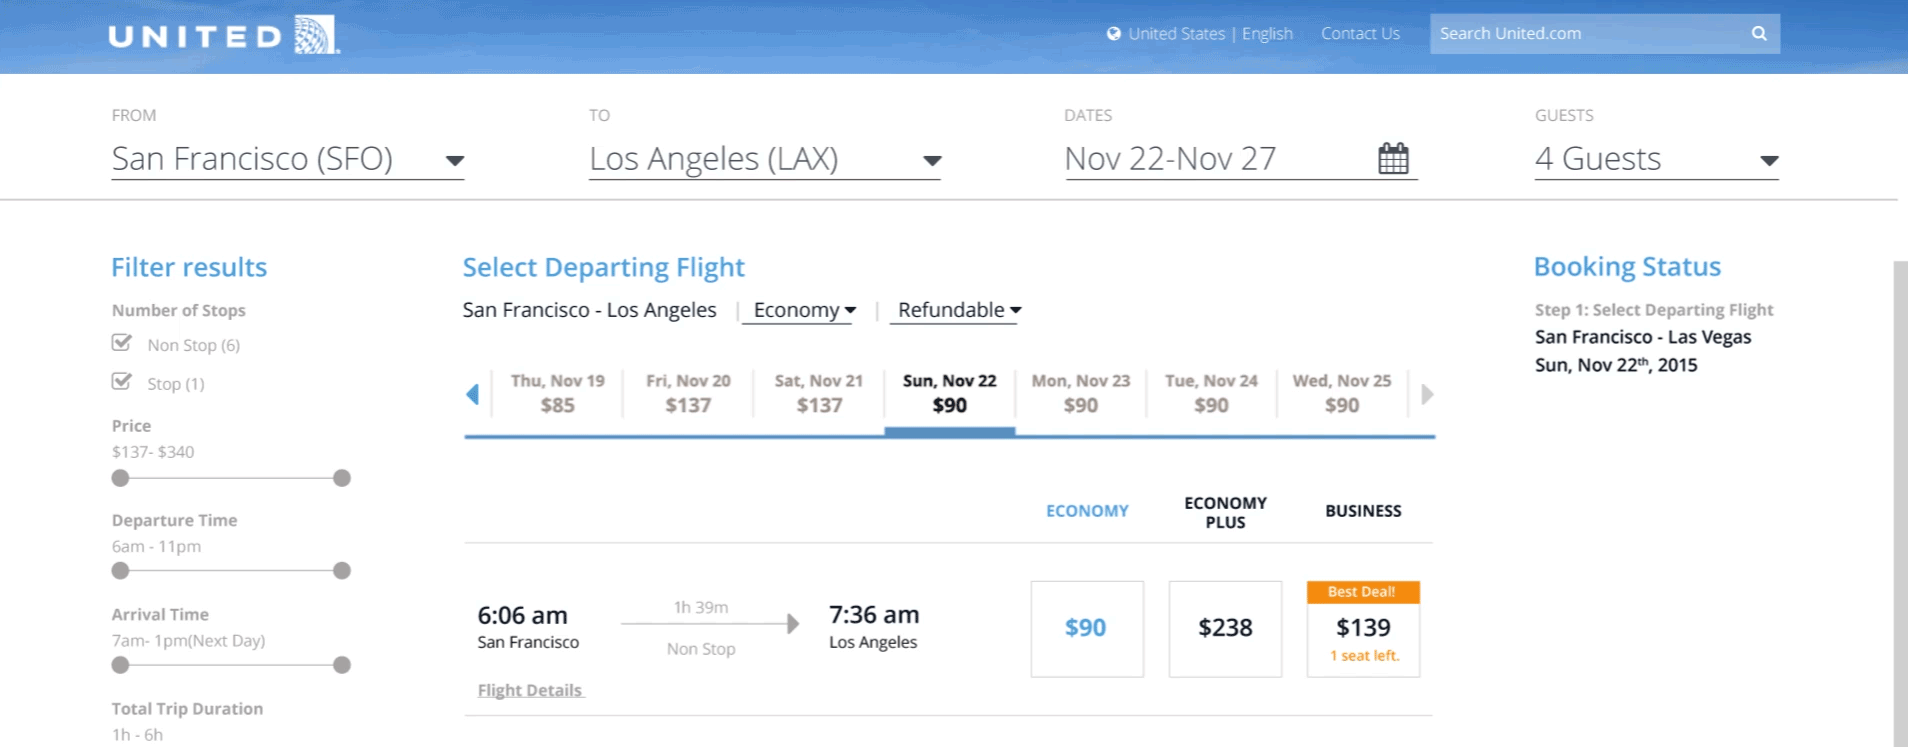 UNITED
United States | English
Contact Us
Search United.com
FROM
San Francisco (SFO)
TO
Los Angeles (LAX)
DATES
Nov 22-Nov 27
GUESTS
4 Guests
Filter results
Number of Stops
Non Stop (6)
Stop (1)
Price
$137- $340
Departure Time
6am - 11pm
Arrival Time
7am- 1pm(Next Day)
Total Trip Duration
1h - 6h
Select Departing Flight
San Francisco - Los Angeles | Economy | Refundable
Thu, Nov 19
$85
Fri, Nov 20
$137
Sat, Nov 21
$137
Sun, Nov 22
$90
Mon, Nov 23
$90
Tue, Nov 24
$90
Wed, Nov 25
$90
ECONOMY
ECONOMY
PLUS
BUSINESS
6:06 am
San Francisco
1h 39m
Non Stop
7:36 am
Los Angeles
Flight Details
$90
$238
Best Deal!
$139
1 seat left.
Booking Status
Step 1: Select Departing Flight
San Francisco - Las Vegas
Sun, Nov 22th, 2015